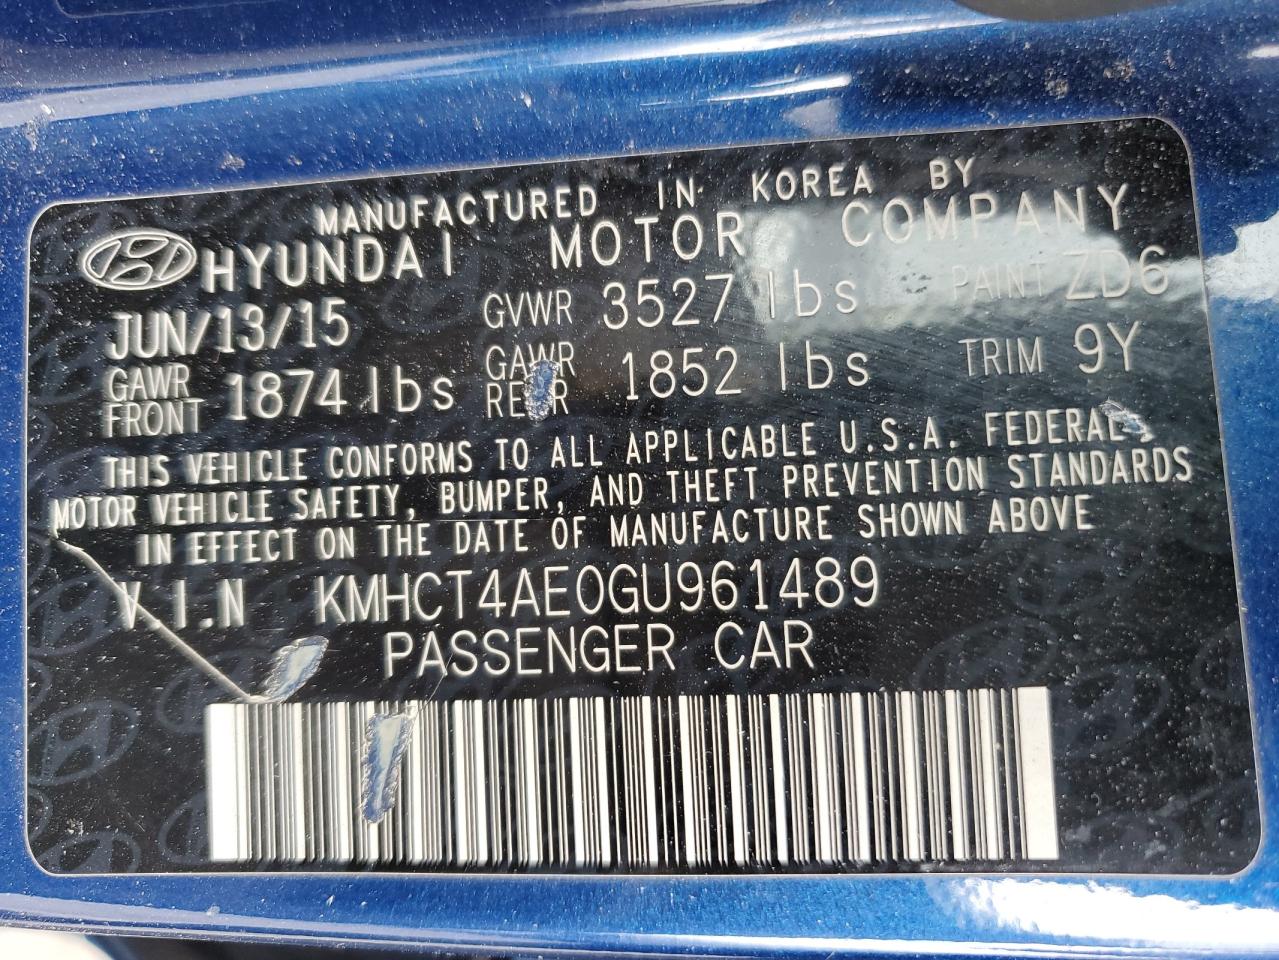 MANUFACTURED IN KOREA BY
HYUNDAI MOTOR COMPANY
JUN/13/15 GVWR 3527 lbs PAINT ZD6
GAWR FRONT 1874 lbs GAWR REAR 1852 lbs TRIM 9Y
THIS VEHICLE CONFORMS TO ALL APPLICABLE U.S.A. FEDERAL
MOTOR VEHICLE SAFETY, BUMPER, AND THEFT PREVENTION STANDARDS
IN EFFECT ON THE DATE OF MANUFACTURE SHOWN ABOVE
V.I.N KMHCT4AE0GU961489
PASSENGER CAR